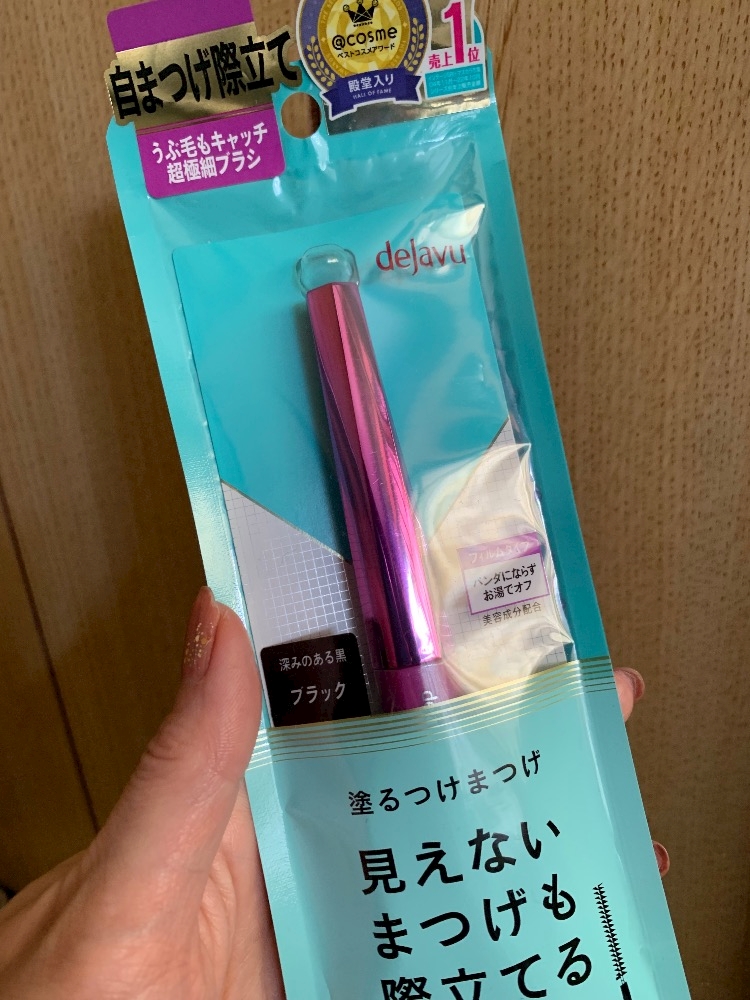 自まつげ際立て
うぶ毛もキャッチ
超極細ブラシ
@cosme
ベストコスメアワード
殿堂入り
HALL OF FAME
売上1位
dejavu
フィルムタイプ
パンダにならず
お湯でオフ
美容成分配合
深みのある黒
ブラック
塗るつけまつげ
見えない
まつげも
際立てる